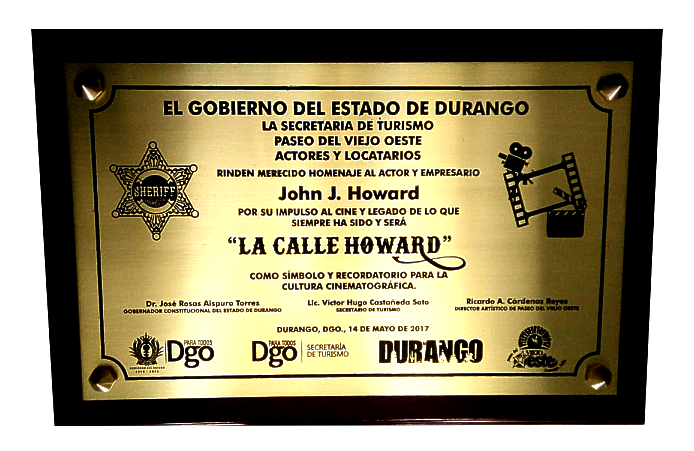 EL GOBIERNO DEL ESTADO DE DURANGO
LA SECRETARIA DE TURISMO
PASEO DEL VIEJO OESTE
ACTORES Y LOCATARIOS
RINDEN MERECIDO HOMENAJE AL ACTOR Y EMPRESARIO
SHERIFF
John J. Howard
POR SU IMPULSO AL CINE Y LEGADO DE LO QUE
SIEMPRE HA SIDO Y SERÁ
“LA CALLE HOWARD”
COMO SÍMBOLO Y RECORDATORIO PARA LA
CULTURA CINEMATOGRÁFICA.
Dr. José Rosas Aispuro Torres
GOBERNADOR CONSTITUCIONAL DEL ESTADO DE DURANGO
Lic. Víctor Hugo Castañeda Soto
SECRETARIO DE TURISMO
Ricardo A. Cárdenas Reyes
DIRECTOR ARTÍSTICO DE PASEO DEL VIEJO OESTE
DURANGO, DGO., 14 DE MAYO DE 2017
PARA TODOS
Dgo
PARA TODOS
Dgo
SECRETARÍA
DE TURISMO
DURANGO
Oeste